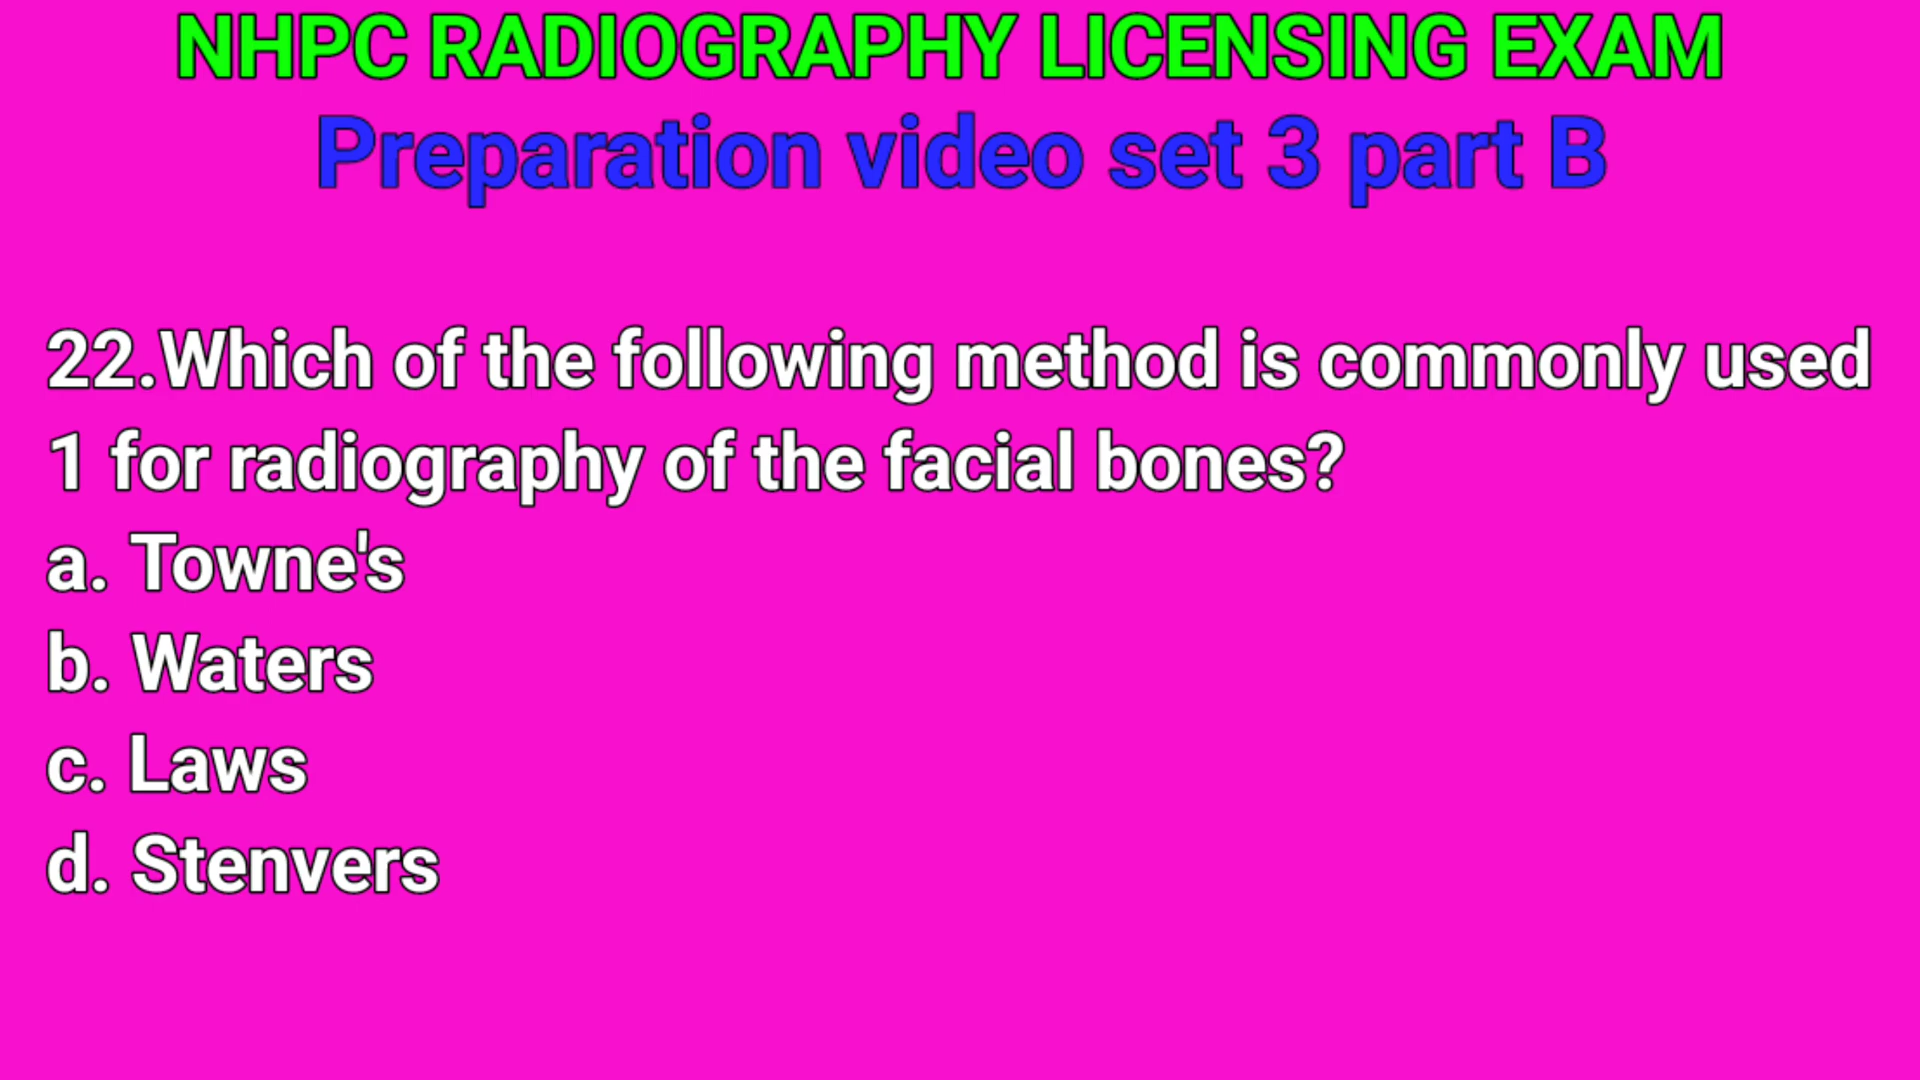 NHPC RADIOGRAPHY LICENSING EXAM
Preparation video set 3 part B
22.Which of the following method is commonly used
1 for radiography of the facial bones?
a. Towne's
b. Waters
c. Laws
d. Stenvers